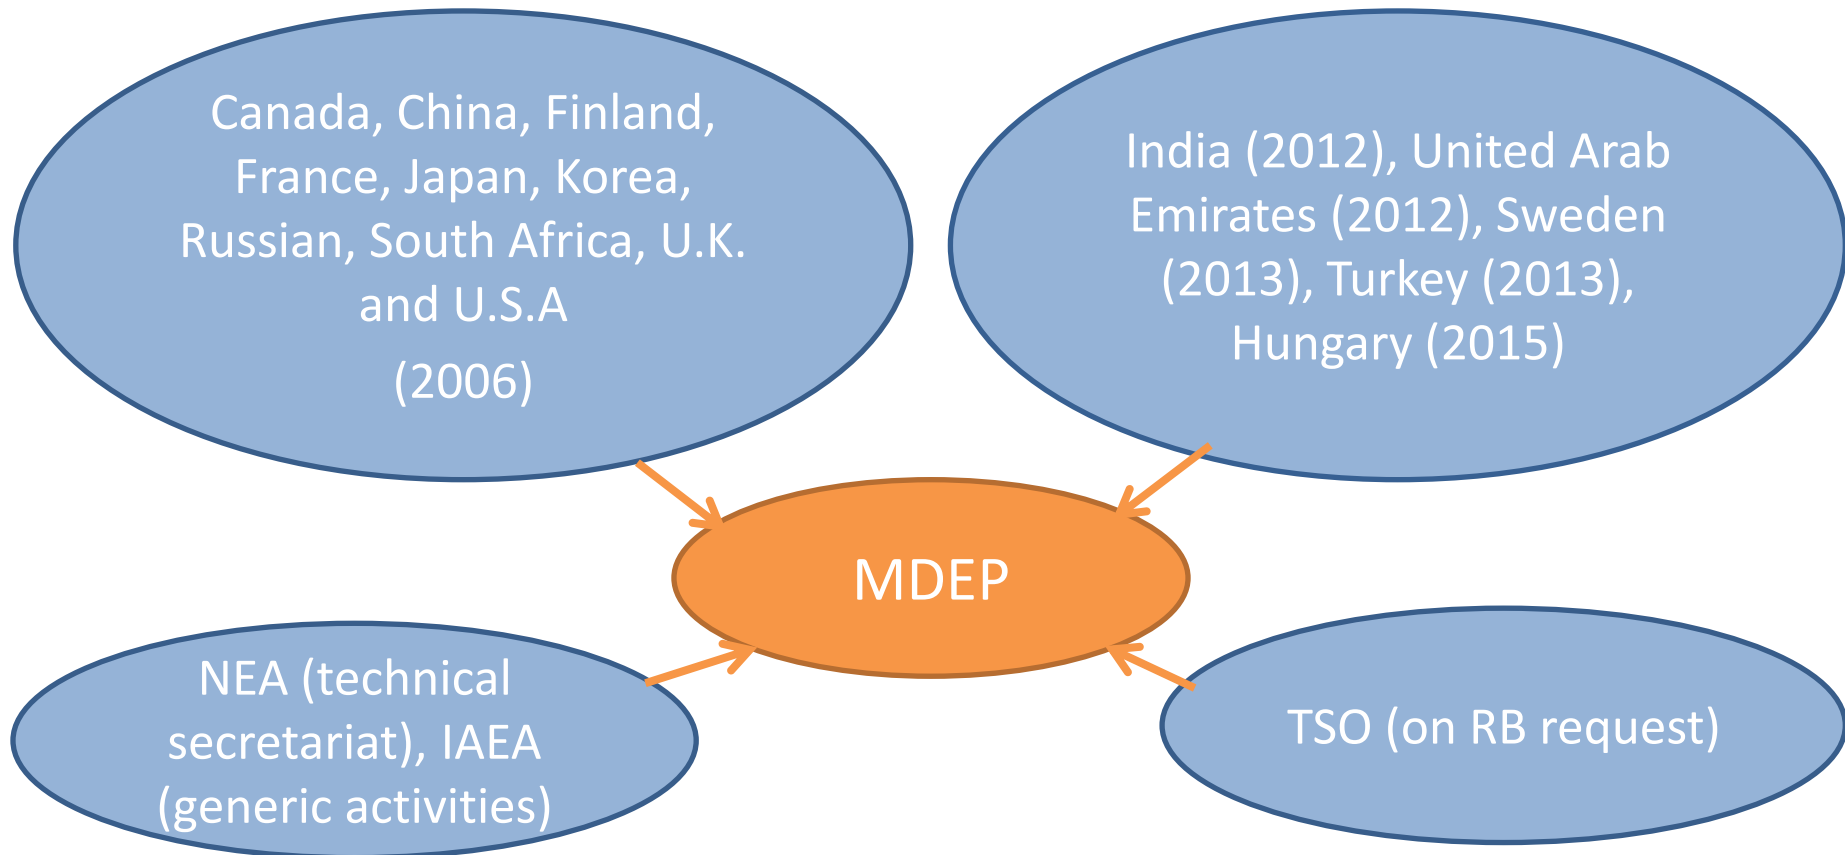 Canada, China, Finland,
France, Japan, Korea,
Russian, South Africa, U.K.
and U.S.A
(2006)
India (2012), United Arab
Emirates (2012), Sweden
(2013), Turkey (2013),
Hungary (2015)
MDEP
NEA (technical
secretariat), IAEA
(generic activities)
TSO (on RB request)